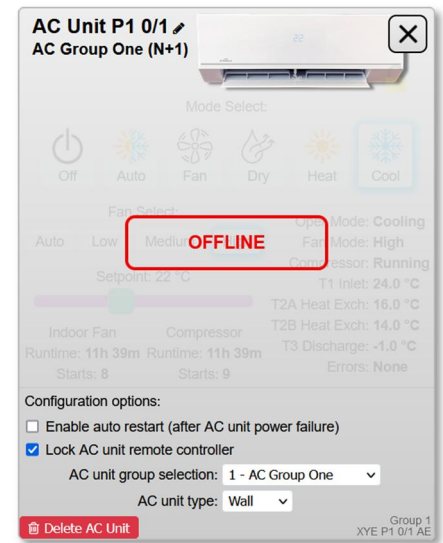 AC Unit P1 0/1
AC Group One (N+1)
22
Mode Select:
Off Auto Fan Dry Heat Cool
Fan Select:
Auto Low Medium
OFFLINE
Setpoint: 22 °C
Oper Mode: Cooling
Fan Mode: High
Compressor: Running
T1 Inlet: 24.0 °C
T2A Heat Exch: 16.0 °C
T2B Heat Exch: 14.0 °C
T3 Discharge: -1.0 °C
Errors: None
Indoor Fan
Runtime: 11h 39m
Starts: 8
Compressor
Runtime: 11h 39m
Starts: 9
Configuration options:
Enable auto restart (after AC unit power failure)
Lock AC unit remote controller
AC unit group selection: 1 - AC Group One
AC unit type: Wall
Delete AC Unit
Group 1
XYE P1 0/1 AE